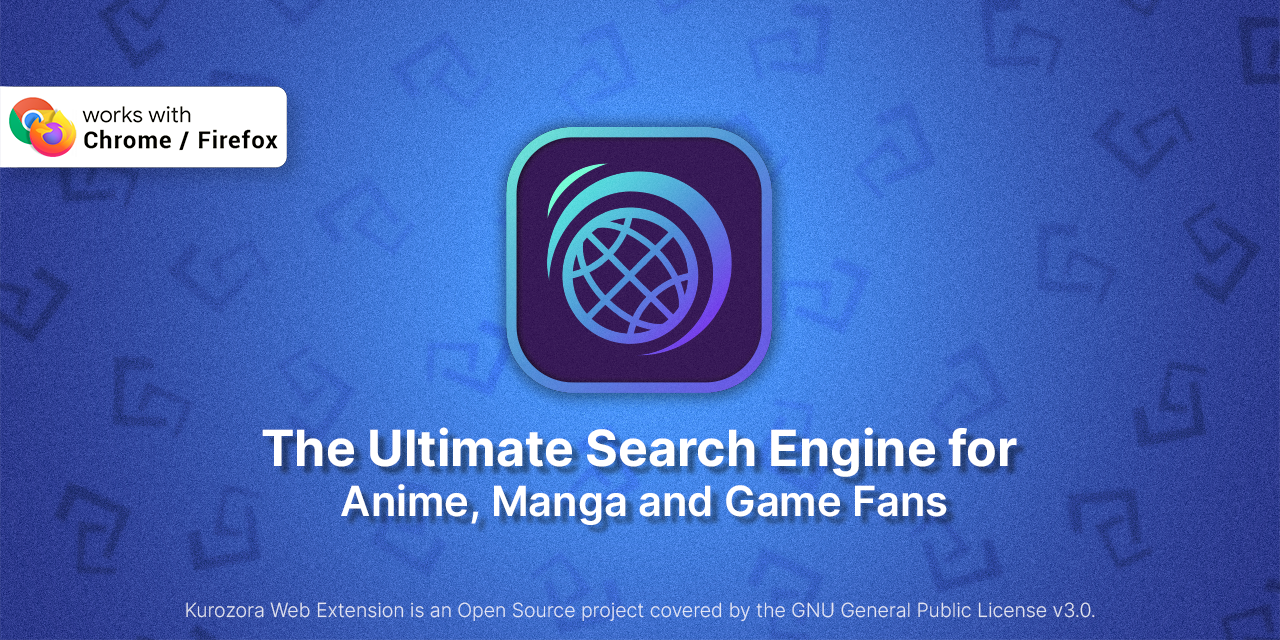 works with
Chrome / Firefox
The Ultimate Search Engine for
Anime, Manga and Game Fans
Kurozora Web Extension is an Open Source project covered by the GNU General Public License v3.0.